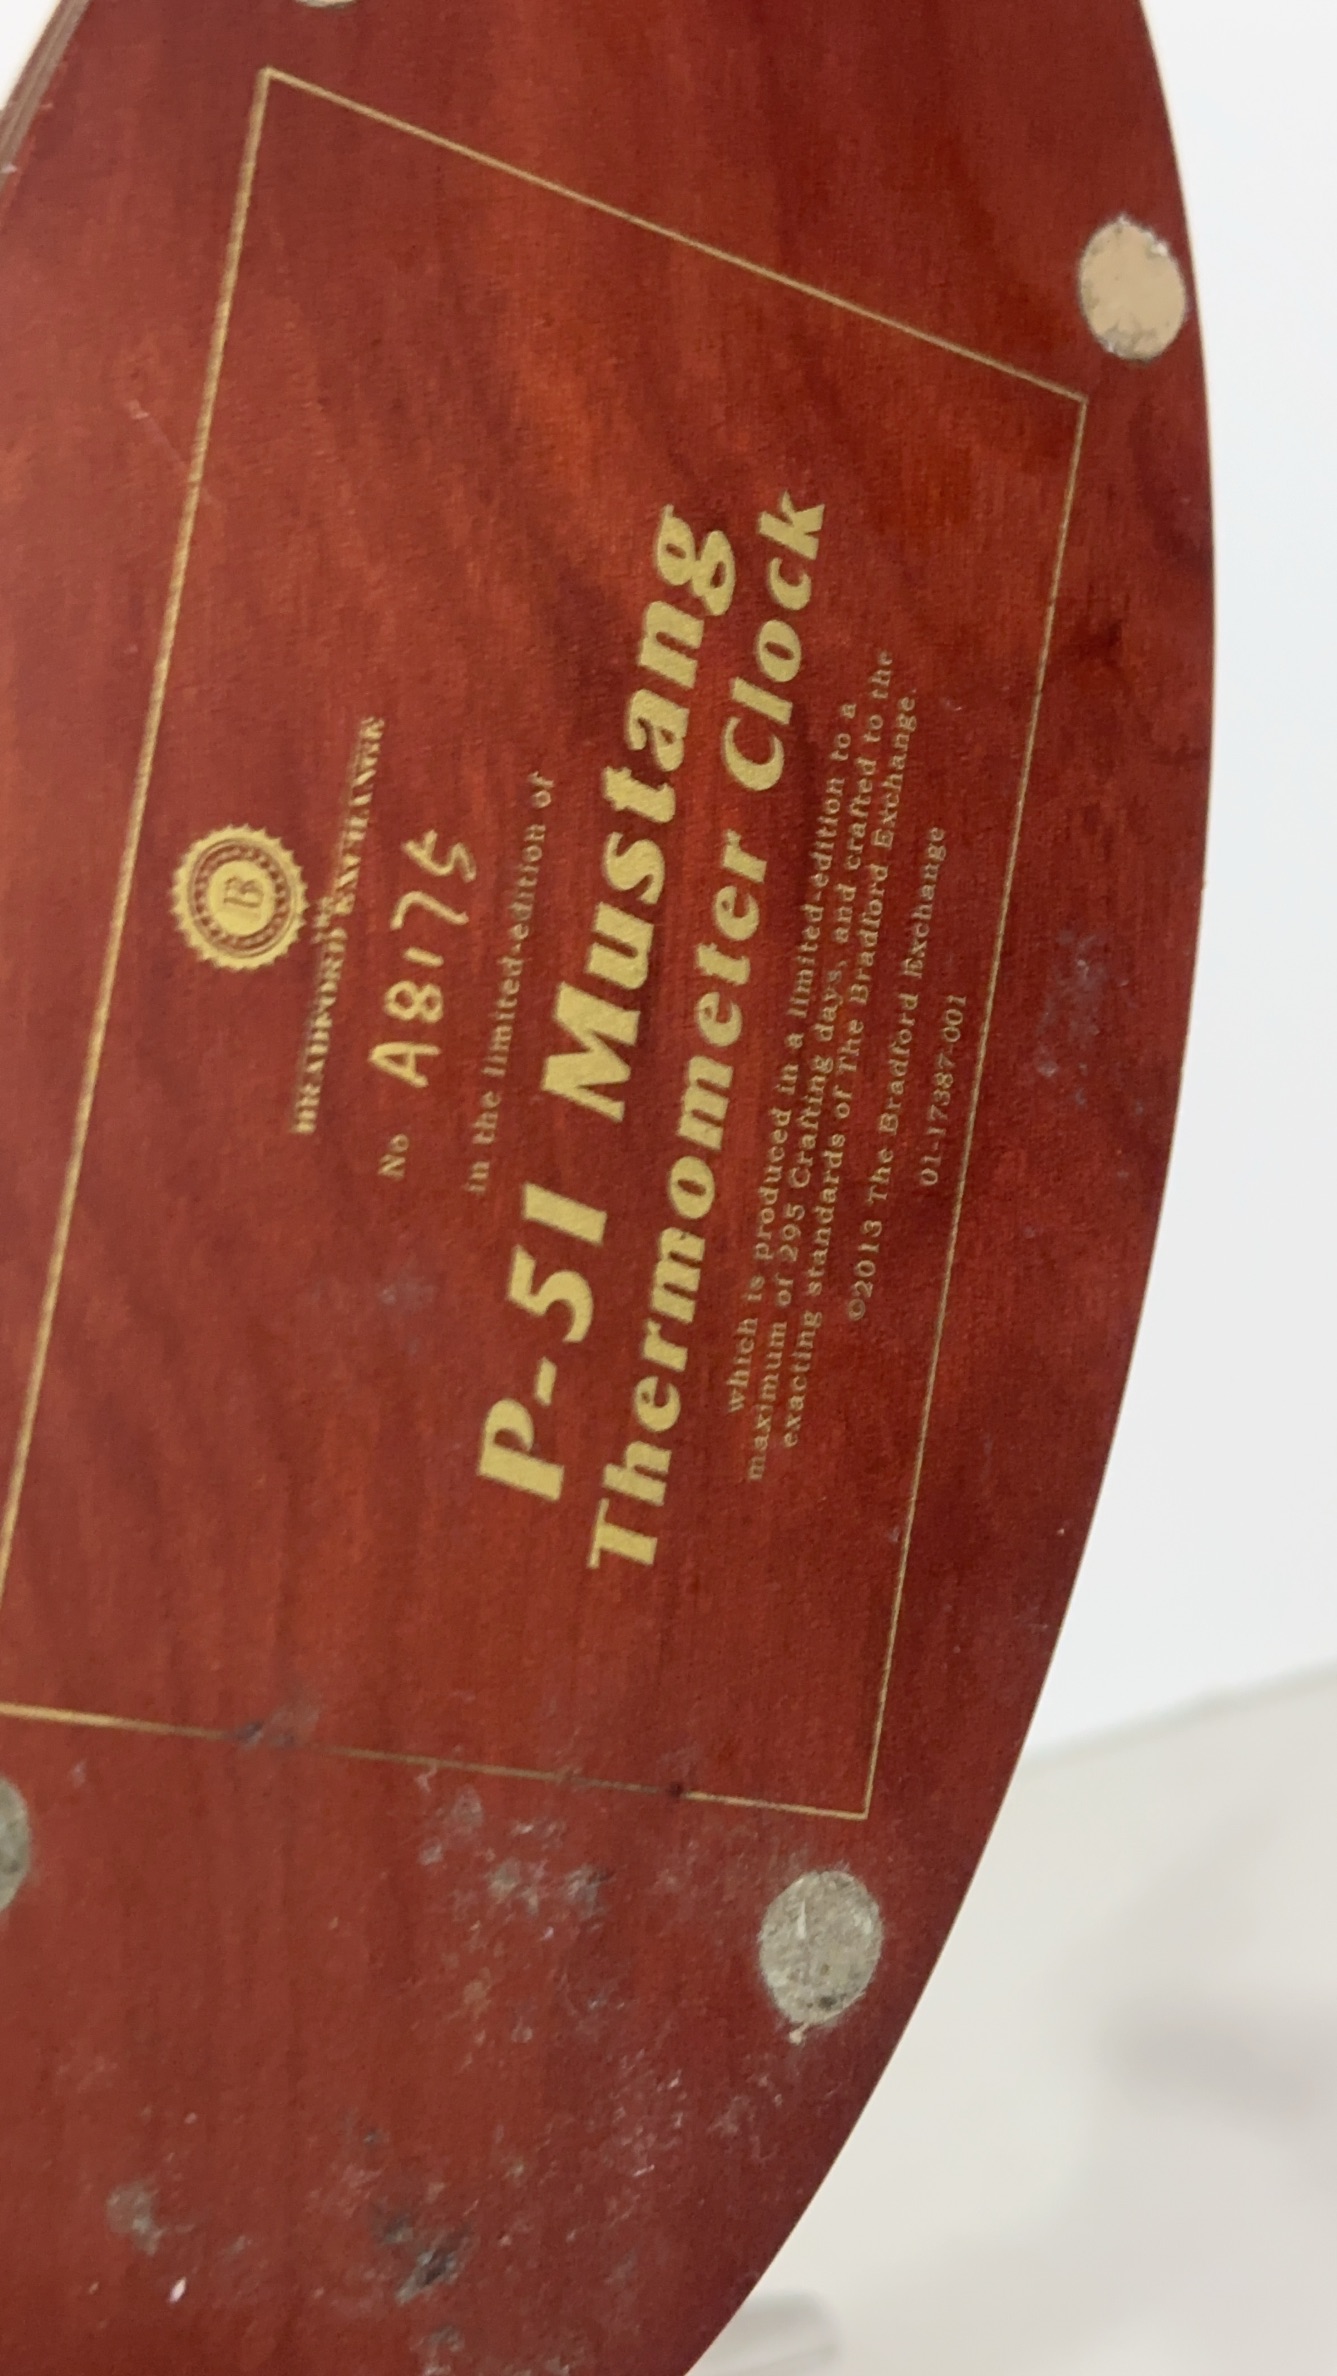 B
THE
BRADFORD EXCHANGE
No A8175
in the limited-edition of
P-51 Mustang
Thermometer Clock
which is produced in a limited-edition to a
maximum of 295 Crafting days, and crafted to the
exacting standards of The Bradford Exchange.
©2013 The Bradford Exchange
01-17387-001